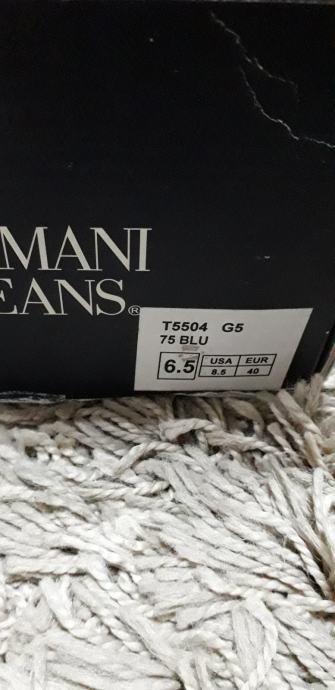 MANI
EANS®
T5504 G5
75 BLU
6.5 USA EUR
8.5 40